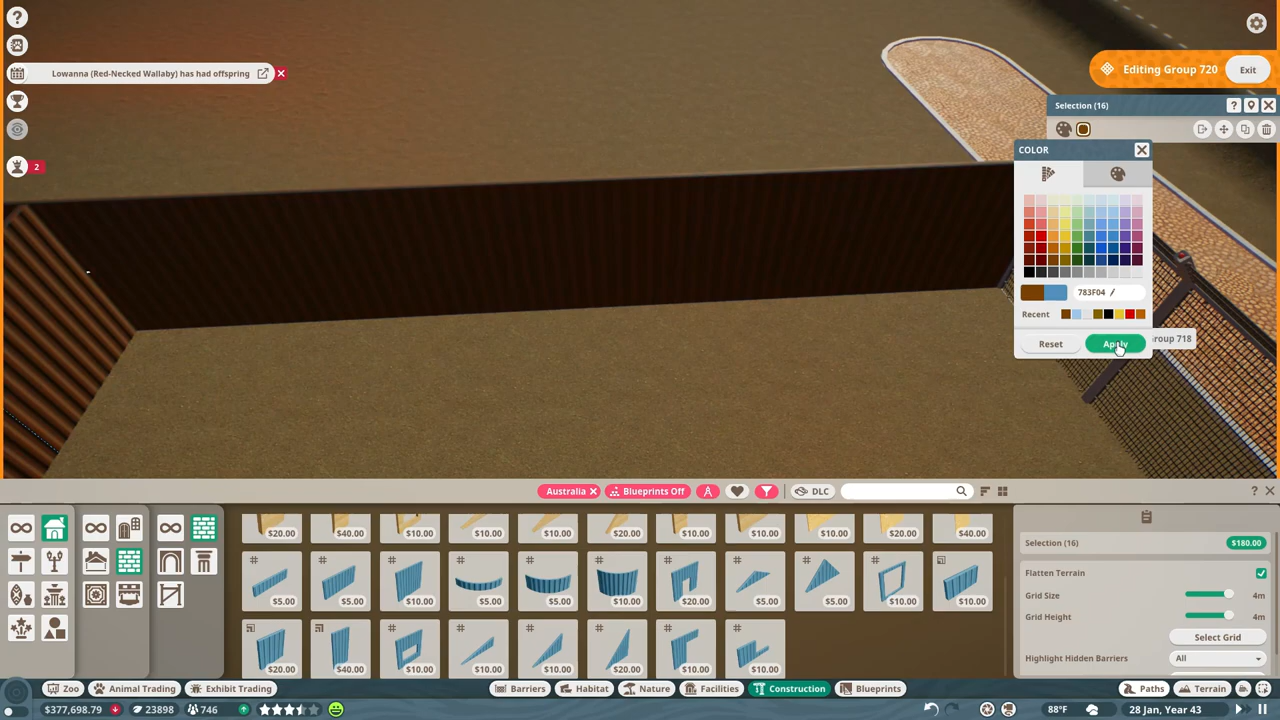 ?
Lowanna (Red-Necked Wallaby) has had offspring
Editing Group 720
Exit
Selection (16)
?
2
COLOR
783F04
Recent
Reset
Apply
Group 718
Australia
Blueprints Off
DLC
?
$20.00
$40.00
$10.00
$10.00
$10.00
$10.00
$10.00
$10.00
$10.00
$20.00
$40.00
$5.00
$5.00
$10.00
$5.00
$5.00
$10.00
$20.00
$5.00
$5.00
$10.00
$10.00
$20.00
$40.00
$10.00
$10.00
$10.00
$20.00
$10.00
$10.00
Selection (16)
$180.00
Flatten Terrain
Grid Size
4m
Grid Height
4m
Select Grid
Highlight Hidden Barriers
All
Zoo
Animal Trading
Exhibit Trading
Barriers
Habitat
Nature
Facilities
Construction
Blueprints
Paths
Terrain
$377,698.79
23898
746
88°F
28 Jan, Year 43